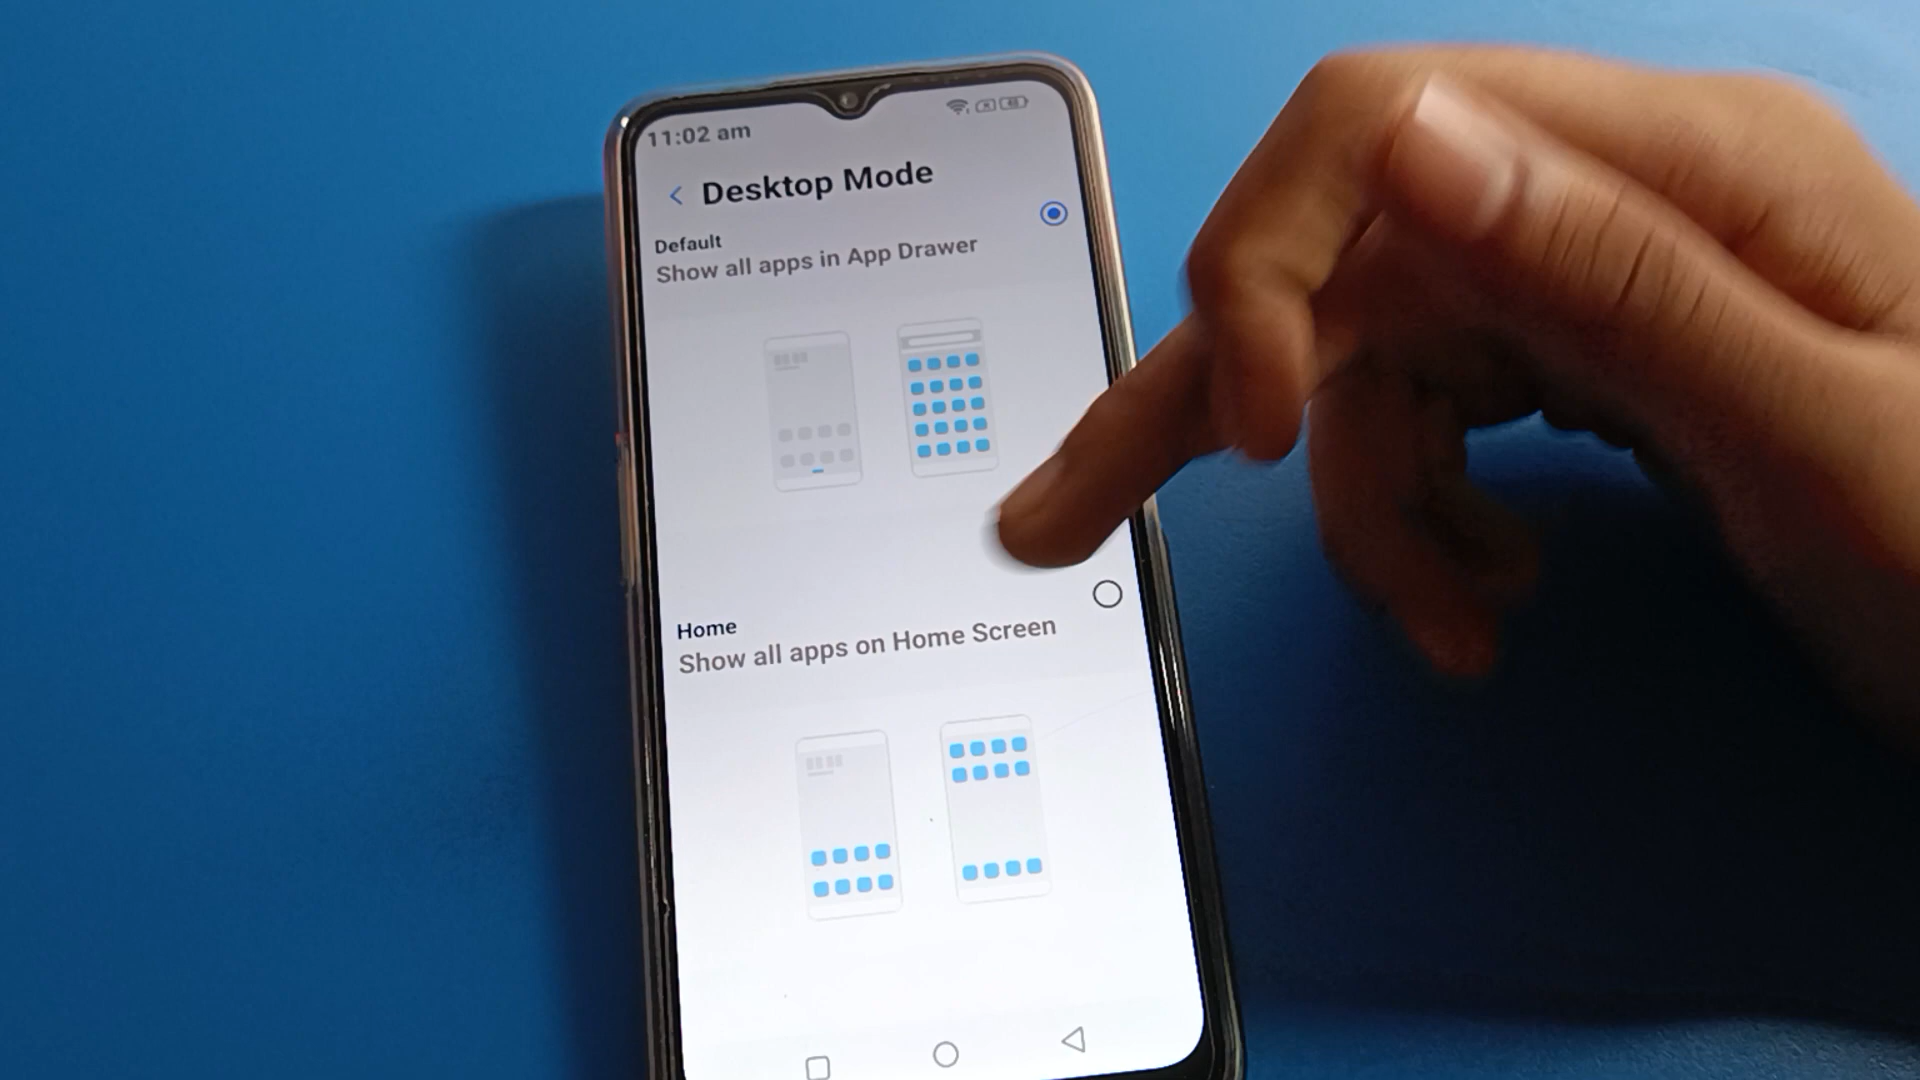 11:02 am
Desktop Mode
Default
Show all apps in App Drawer
Home
Show all apps on Home Screen